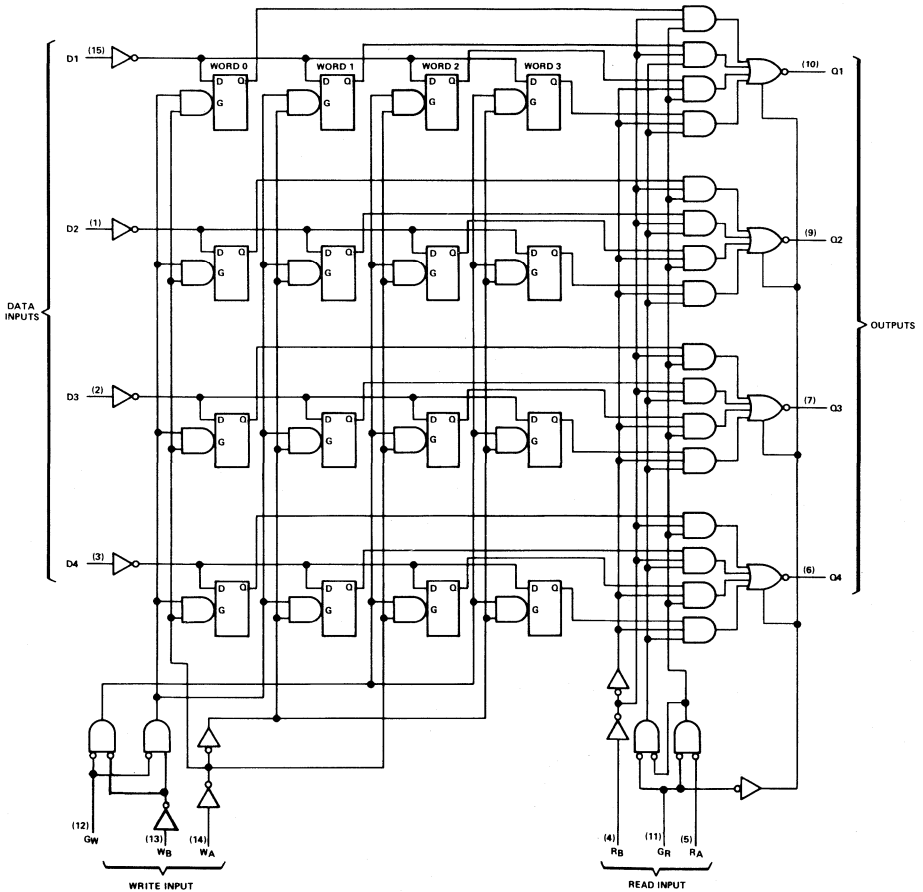 D1 (15)
WORD 0 WORD 1 WORD 2 WORD 3
D Q D Q D Q D Q
G G G G
(10) Q1
D2 (1)
D Q D Q D Q D Q
G G G G
(9) Q2
DATA
INPUTS
OUTPUTS
D3 (2)
D Q D Q D Q D Q
G G G G
(7) Q3
D4 (3)
D Q D Q D Q D Q
G G G G
(6) Q4
(12) (13) (14) (4) (11) (5)
GW WB WA RB GR RA
WRITE INPUT READ INPUT